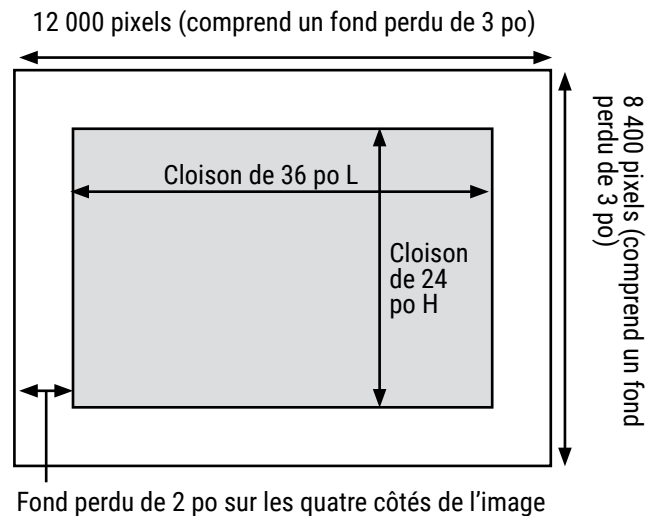 12 000 pixels (comprend un fond perdu de 3 po)
8 400 pixels (comprend un fond
perdu de 3 po)
Cloison de 36 po L
Cloison
de 24
po H
Fond perdu de 2 po sur les quatre côtés de l’image